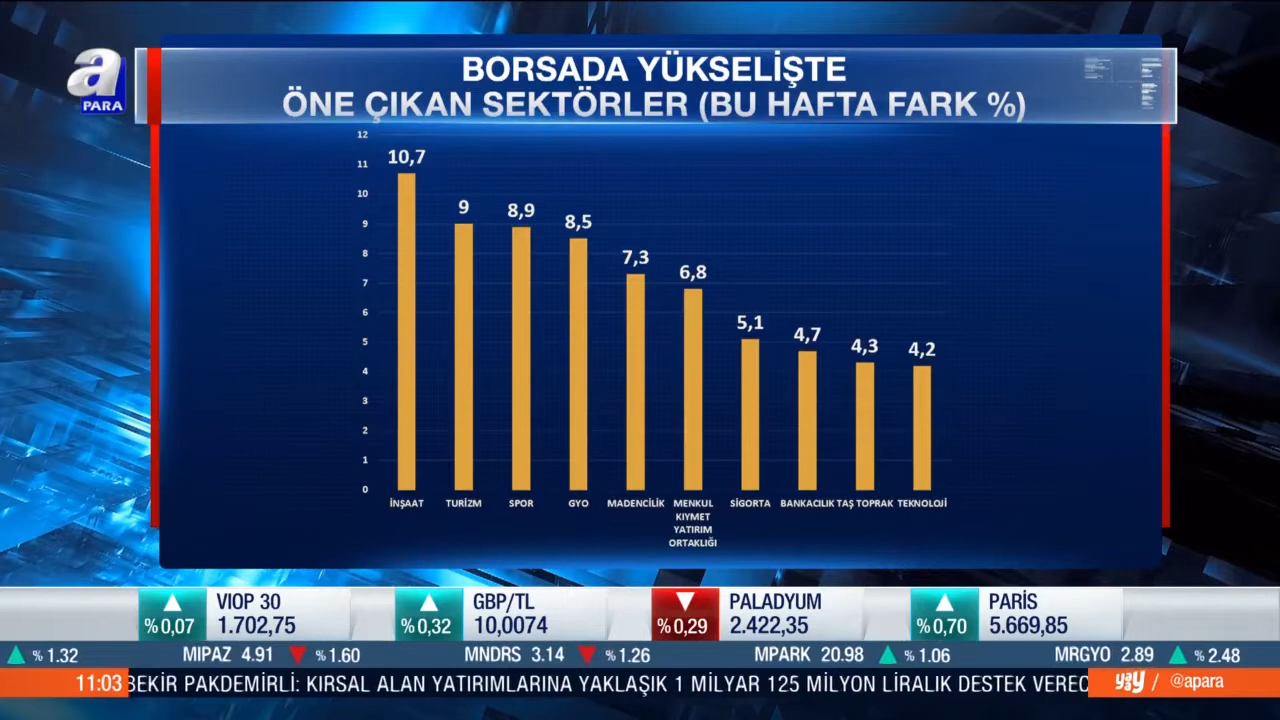 a
PARA
BORSADA YÜKSELİŞTE
ÖNE ÇIKAN SEKTÖRLER (BU HAFTA FARK %)
12
11
10
9
8
7
6
5
4
3
2
1
0
10,7
9
8,9
8,5
7,3
6,8
5,1
4,7
4,3
4,2
İNŞAAT
TURİZM
SPOR
GYO
MADENCİLİK
MENKUL
KIYMET
YATIRIM
ORTAKLIĞI
SİGORTA
BANKACILIK
TAŞ TOPRAK
TEKNOLOJİ
%0,07
VIOP 30
1.702,75
%0,32
GBP/TL
10,0074
%0,29
PALADYUM
2.422,35
%0,70
PARİS
5.669,85
%1.32 MIPAZ 4.91 %1.60 MNDRS 3.14 %1.26 MPARK 20.98 %1.06 MRGYO 2.89 %2.48
11:03 BEKİR PAKDEMİRLİ: KIRSAL ALAN YATIRIMLARINA YAKLAŞIK 1 MİLYAR 125 MİLYON LİRALIK DESTEK VEREC
/ @apara